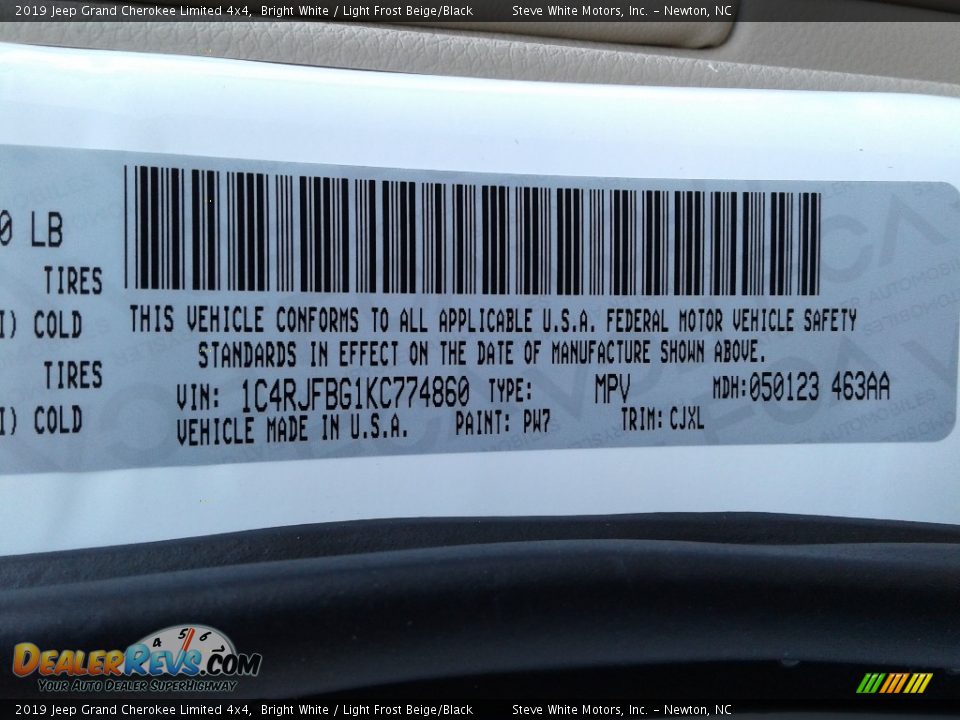 2019 Jeep Grand Cherokee Limited 4x4,  Bright White / Light Frost Beige/Black     Steve White Motors, Inc. – Newton, NC
0 LB
TIRES
I) COLD
TIRES
I) COLD
THIS VEHICLE CONFORMS TO ALL APPLICABLE U.S.A. FEDERAL MOTOR VEHICLE SAFETY
STANDARDS IN EFFECT ON THE DATE OF MANUFACTURE SHOWN ABOVE.
VIN: 1C4RJFBG1KC774860 TYPE: MPV MDH:050123 463AA
VEHICLE MADE IN U.S.A. PAINT: PW7 TRIM: CJXL
4 5 6
DEALERREVS.COM
YOUR AUTO DEALER SUPERHIGHWAY
2019 Jeep Grand Cherokee Limited 4x4,  Bright White / Light Frost Beige/Black     Steve White Motors, Inc. – Newton, NC